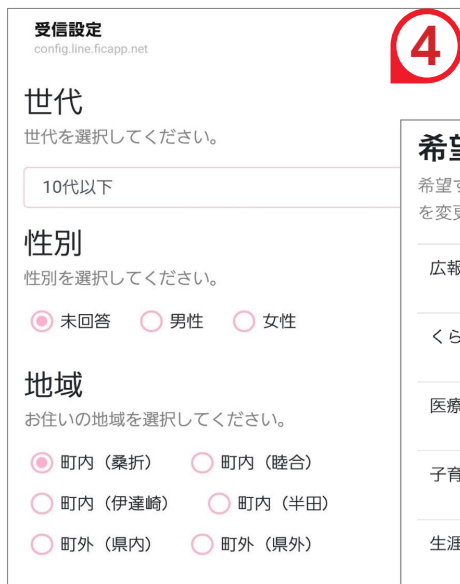 受信設定
config.line.ficapp.net
4
世代
世代を選択してください。
10代以下
性別
性別を選択してください。
未回答 男性 女性
地域
お住いの地域を選択してください。
町内（桑折） 町内（睦合）
町内（伊達崎） 町内（半田）
町外（県内） 町外（県外）
希望
希望す
を変更
広報
くら
医療
子育
生涯